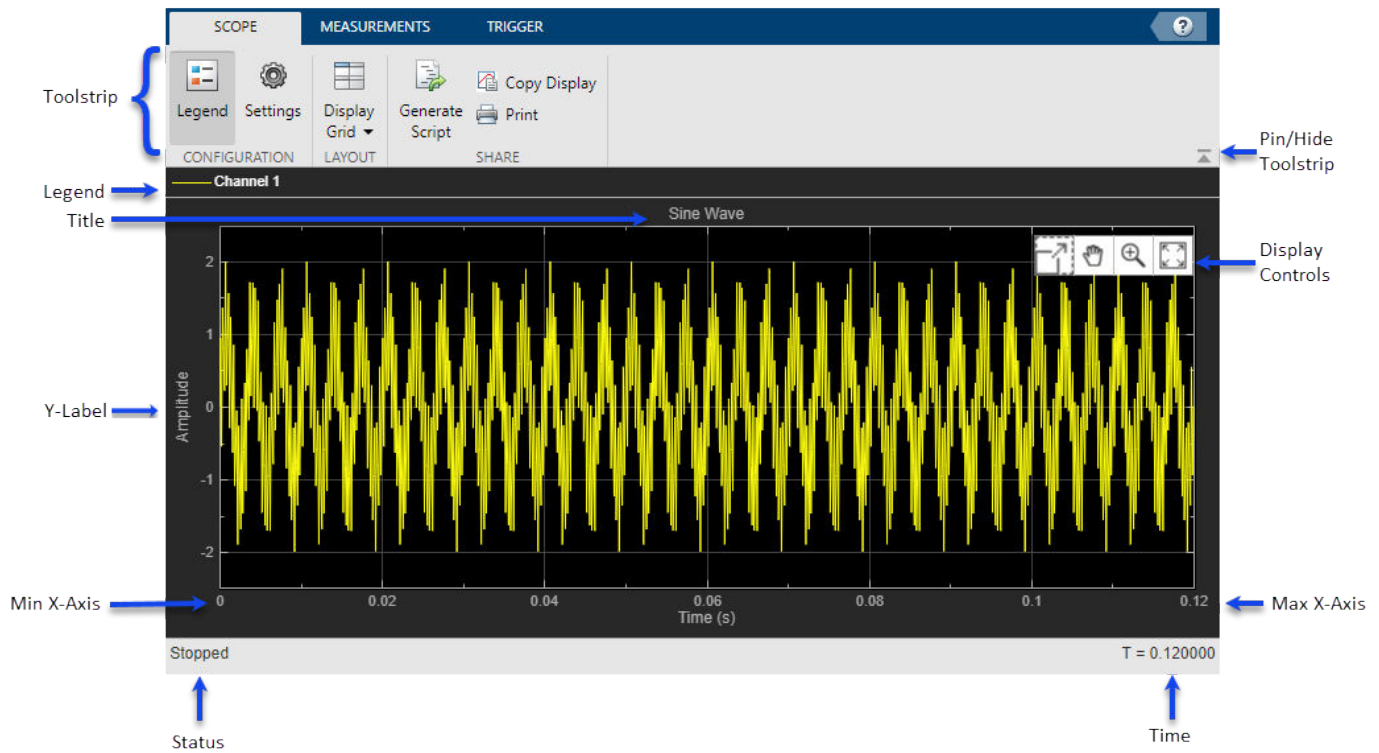 SCOPE MEASUREMENTS TRIGGER ?
Toolstrip
Legend Settings Display Grid Generate Script Copy Display
Print
CONFIGURATION LAYOUT SHARE
Pin/Hide
Toolstrip
Legend
Channel 1
Title
Sine Wave
Display
Controls
2
1
0
-1
-2
Y-Label
Amplitude
Min X-Axis
0 0.02 0.04 0.06 0.08 0.1 0.12
Max X-Axis
Time (s)
Stopped T = 0.120000
Status Time